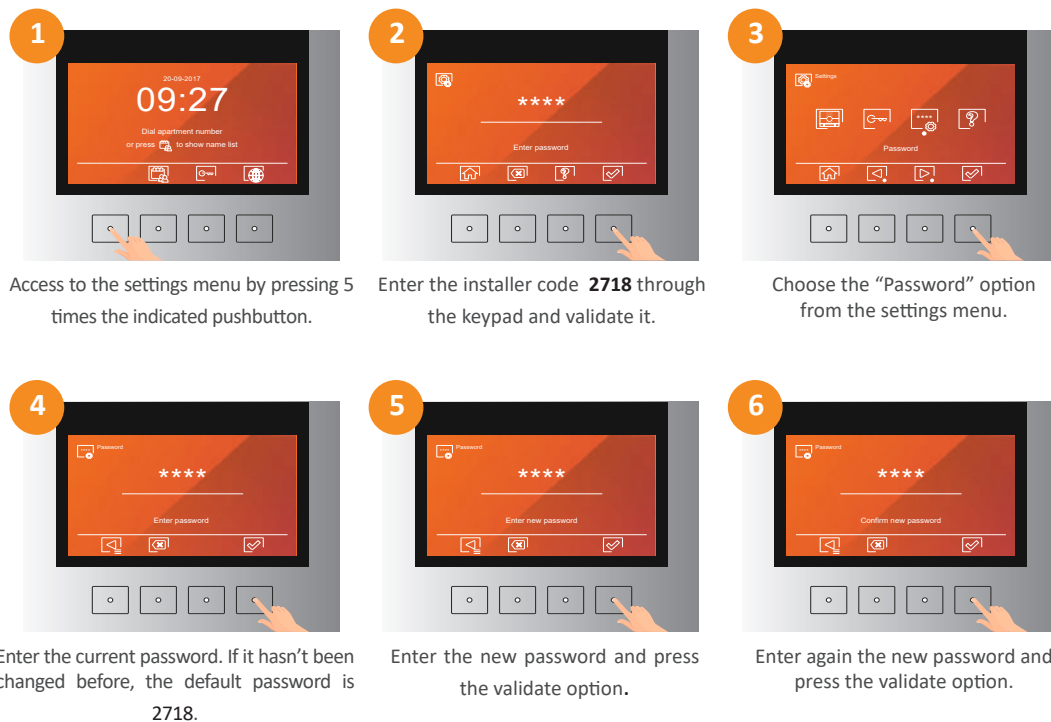 1
20-09-2017
09:27
Dial apartment number
or press to show name list
Access to the settings menu by pressing 5
times the indicated pushbutton.
2
****
Enter password
Enter the installer code 2718 through
the keypad and validate it.
3
Settings
****
Password
Choose the “Password” option
from the settings menu.
4
Password
****
Enter password
Enter the current password. If it hasn’t been
changed before, the default password is
2718.
5
Password
****
Enter new password
Enter the new password and press
the validate option.
6
Password
****
Confirm new password
Enter again the new password and
press the validate option.